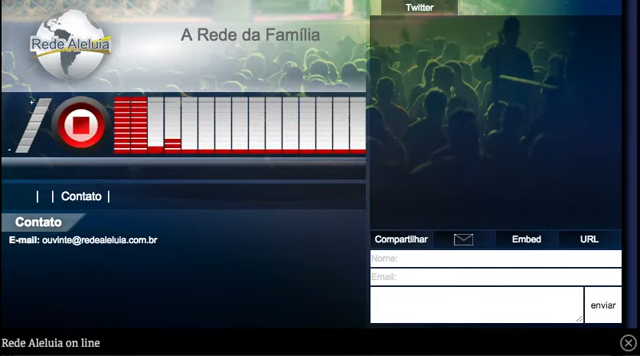 Twitter
Rede Aleluia
A Rede da Família
+
-
| | Contato |
Contato
E-mail: ouvinte@redealeluia.com.br
Compartilhar Embed URL
Nome:
Email:
enviar
Rede Aleluia on line